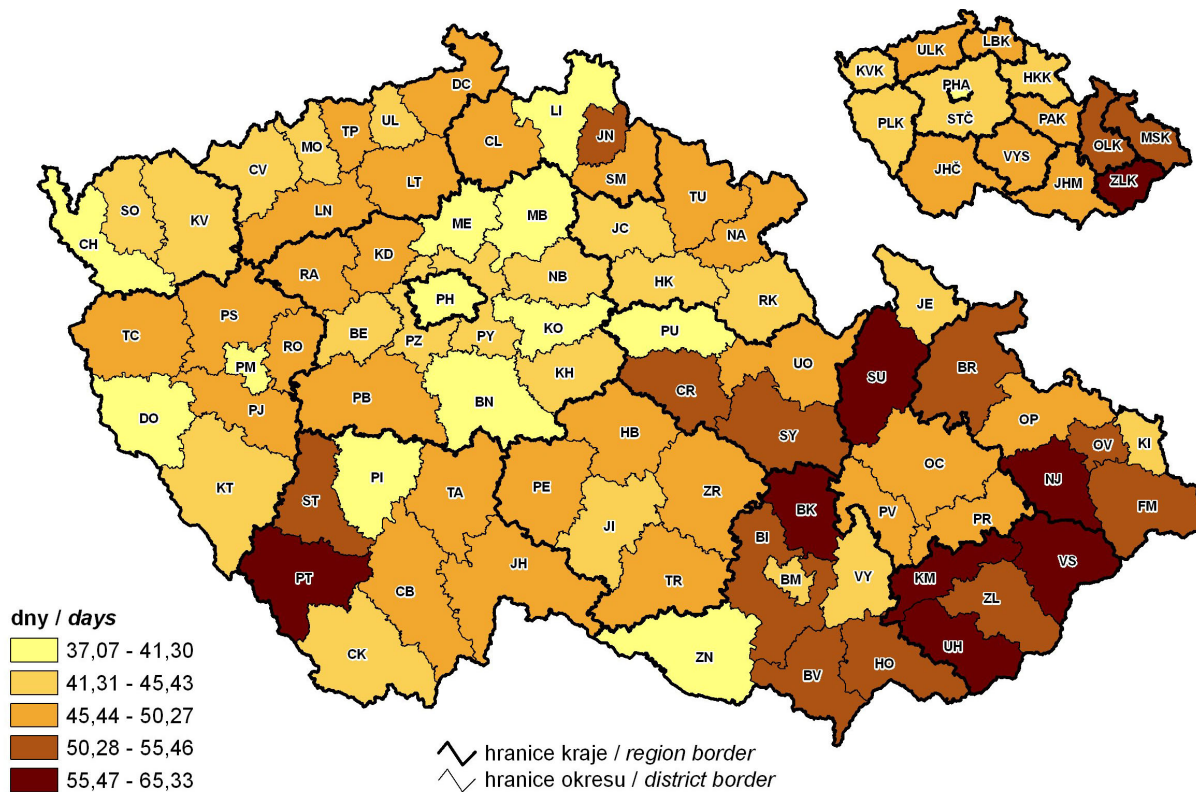 DC
LI
JN
UL
TP
MO
CL
CV
LT
SM
TU
SO
KV
LN
ME
MB
JC
NA
CH
KD
RA
NB
HK
RK
PH
PS
TC
RO
BE
PZ
PY
KO
PU
PM
KH
UO
JE
SU
BR
DO
PJ
PB
BN
CR
SY
OP
OV
KI
HB
KT
ST
PI
TA
PE
ZR
OC
NJ
FM
JI
BK
PV
PR
BI
PT
CB
JH
TR
BM
VY
KM
VS
ZL
CK
ZN
BV
HO
UH
ULK
LBK
KVK
PHA
HKK
STČ
PLK
PAK
MSK
OLK
VYS
JHČ
JHM
ZLK
dny / days
37,07 - 41,30
41,31 - 45,43
45,44 - 50,27
50,28 - 55,46
55,47 - 65,33
hranice kraje / region border
hranice okresu / district border